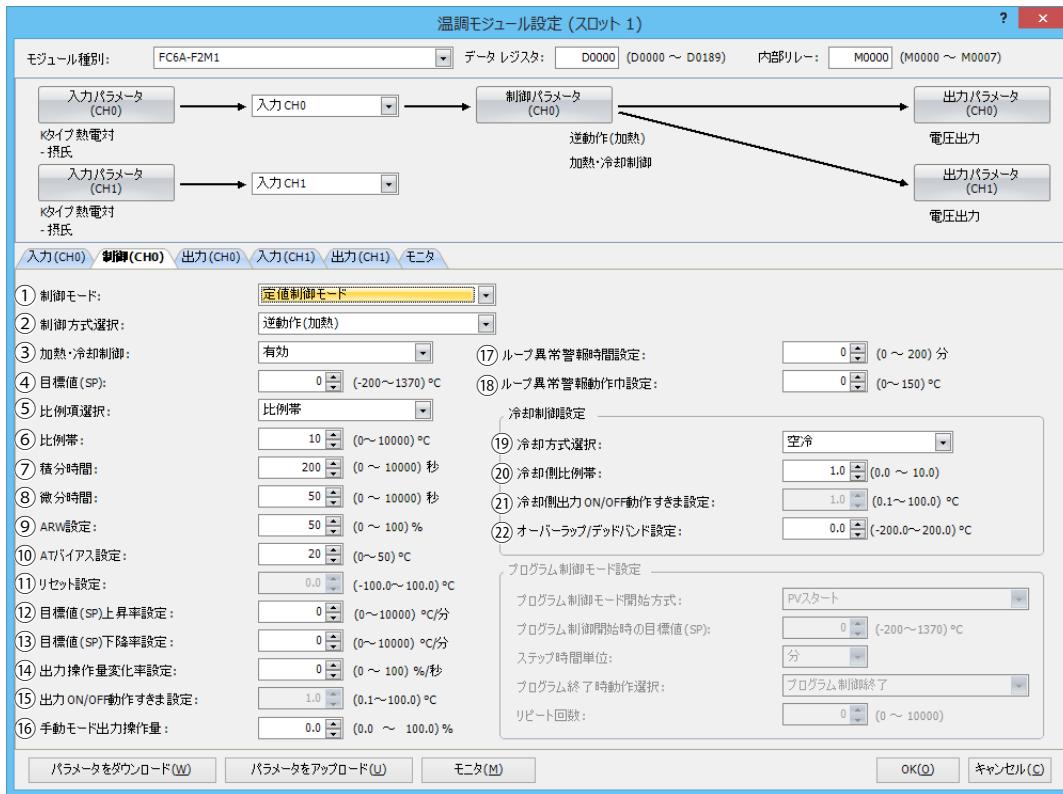 温調モジュール設定 (スロット 1)
? ×
モジュール種別: FC6A-F2M1 データ レジスタ: D0000 (D0000 ～ D0189) 内部リレー: M0000 (M0000 ～ M0007)
入力パラメータ
(CH0)
入力 CH0
制御パラメータ
(CH0)
出力パラメータ
(CH0)
Kタイプ 熱電対
- 摂氏
逆動作(加熱)
加熱・冷却制御
電圧出力
入力パラメータ
(CH1)
入力 CH1
出力パラメータ
(CH1)
Kタイプ 熱電対
- 摂氏
電圧出力
入力(CH0) 制御(CH0) 出力(CH0) 入力(CH1) 出力(CH1) モニタ
① 制御モード: 定値制御モード
② 制御方式選択: 逆動作(加熱)
③ 加熱・冷却制御: 有効
④ 目標値(SP): 0 (-200～1370) °C
⑤ 比例項選択: 比例帯
⑥ 比例帯: 10 (0～10000) °C
⑦ 積分時間: 200 (0 ～ 10000) 秒
⑧ 微分時間: 50 (0 ～ 10000) 秒
⑨ ARW設定: 50 (0 ～ 100) %
⑩ ATバイアス設定: 20 (0～50) °C
⑪ リセット設定: 0.0 (-100.0～100.0) °C
⑫ 目標値(SP)上昇率設定: 0 (0～10000) °C/分
⑬ 目標値(SP)下降率設定: 0 (0～10000) °C/分
⑭ 出力操作量変化率設定: 0 (0 ～ 100) %/秒
⑮ 出力 ON/OFF動作すきま設定: 1.0 (0.1～100.0) °C
⑯ 手動モード出力操作量: 0.0 (0.0 ～ 100.0) %
⑰ ループ異常警報時間設定: 0 (0 ～ 200) 分
⑱ ループ異常警報動作巾設定: 0 (0～150) °C
冷却制御設定
⑲ 冷却方式選択: 空冷
⑳ 冷却側比例帯: 1.0 (0.0 ～ 10.0)
㉑ 冷却側出力 ON/OFF動作すきま設定: 1.0 (0.1～100.0) °C
㉒ オーバーラップ/デッドバンド設定: 0.0 (-200.0～200.0) °C
プログラム制御モード設定
プログラム制御モード開始方式: PVスタート
プログラム制御開始時の目標値(SP): 0 (-200～1370) °C
ステップ時間単位: 分
プログラム終了時動作選択: プログラム制御終了
リピート回数: 0 (0 ～ 10000)
パラメータをダウンロード(W) パラメータをアップロード(U) モニタ(M) OK(O) キャンセル(C)